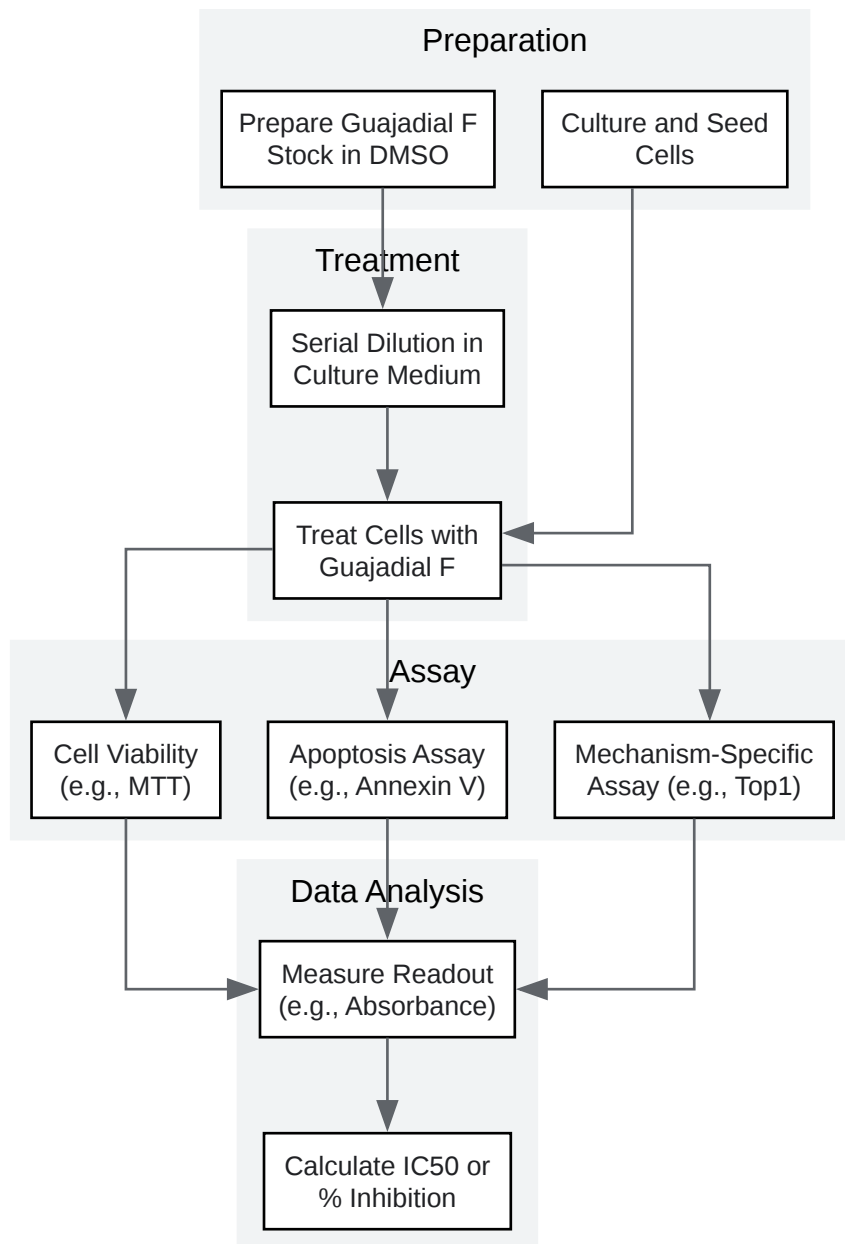 Preparation
Prepare Guajadial F
Stock in DMSO
Culture and Seed
Cells
Treatment
Serial Dilution in
Culture Medium
Treat Cells with
Guajadial F
Assay
Cell Viability
(e.g., MTT)
Apoptosis Assay
(e.g., Annexin V)
Mechanism-Specific
Assay (e.g., Top1)
Data Analysis
Measure Readout
(e.g., Absorbance)
Calculate IC50 or
% Inhibition